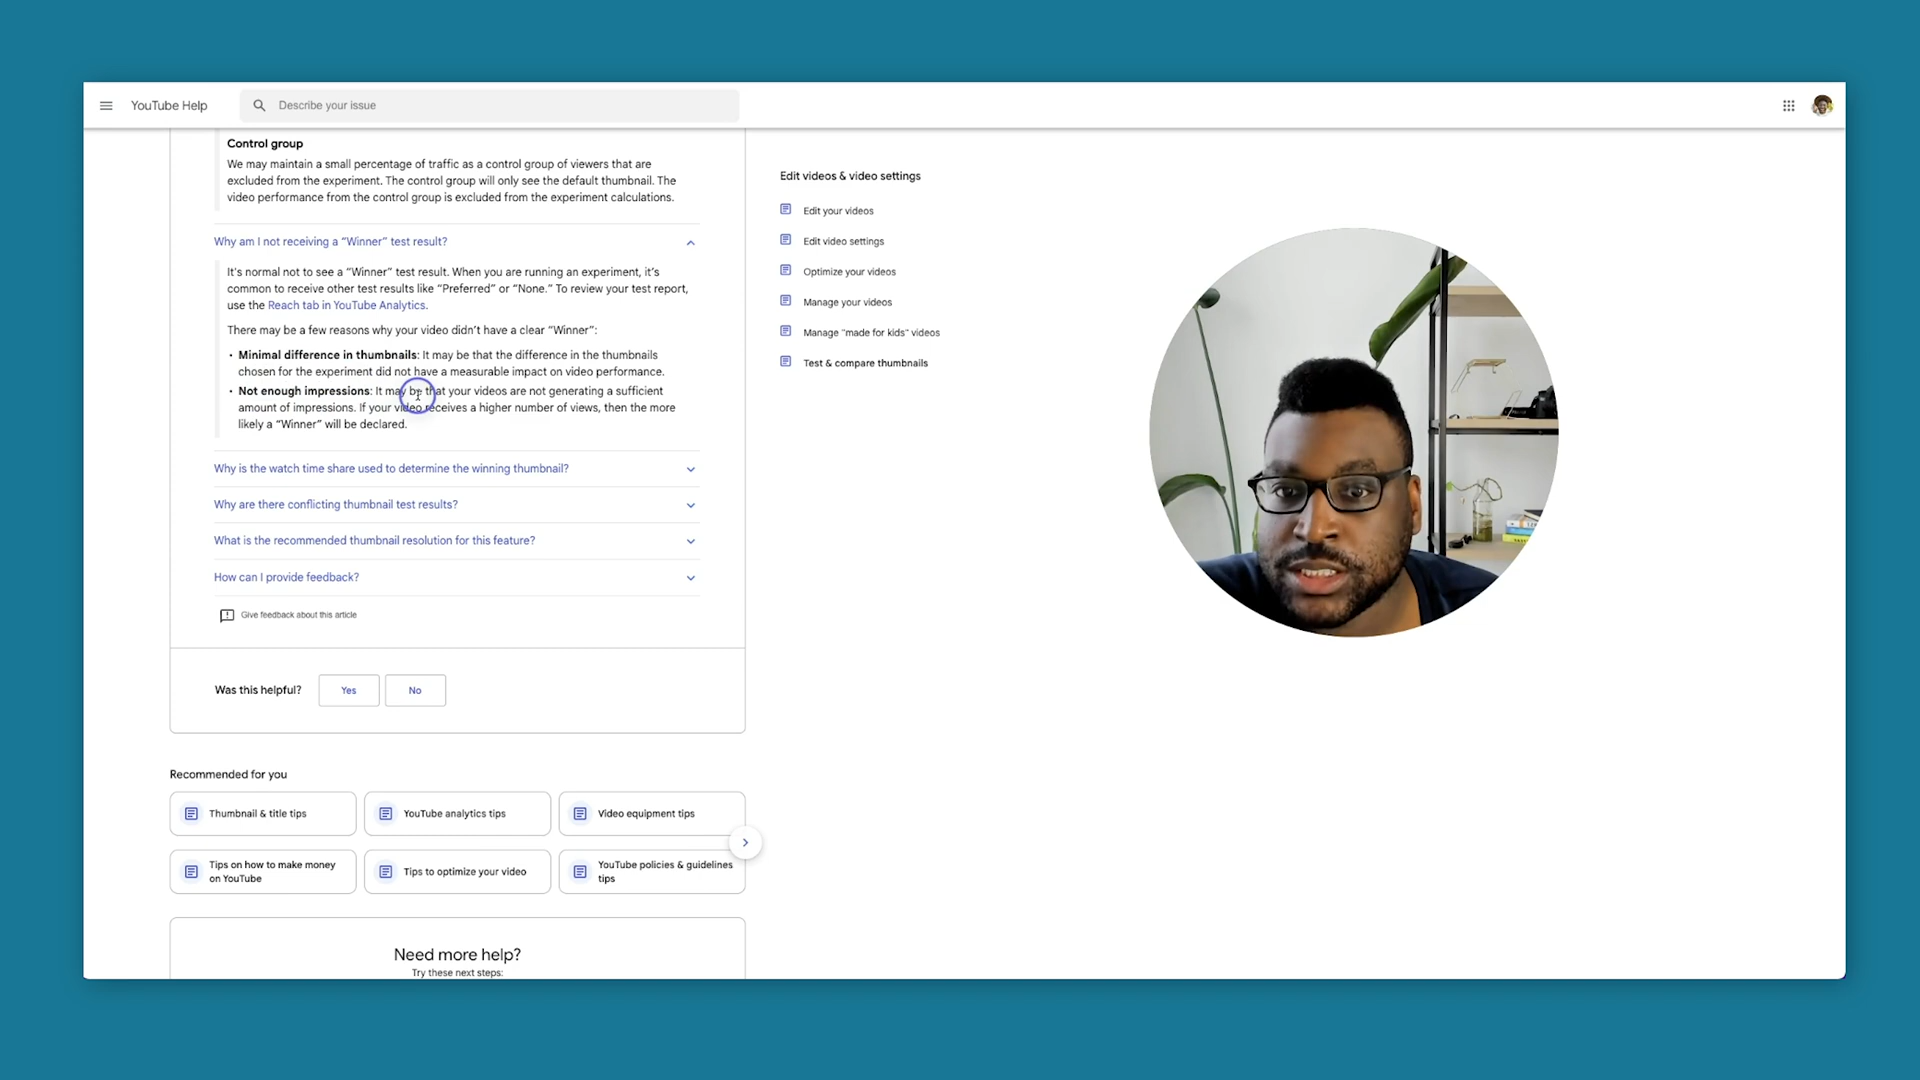 YouTube Help
Describe your issue
Control group
We may maintain a small percentage of traffic as a control group of viewers that are
excluded from the experiment. The control group will only see the default thumbnail. The
video performance from the control group is excluded from the experiment calculations.
Why am I not receiving a “Winner” test result?
It’s normal not to see a “Winner” test result. When you are running an experiment, it’s
common to receive other test results like “Preferred” or “None.” To review your test report,
use the Reach tab in YouTube Analytics.
There may be a few reasons why your video didn’t have a clear “Winner”:
• Minimal difference in thumbnails: It may be that the difference in the thumbnails
chosen for the experiment did not have a measurable impact on video performance.
• Not enough impressions: It may be that your videos are not generating a sufficient
amount of impressions. If your video receives a higher number of views, then the more
likely a “Winner” will be declared.
Why is the watch time share used to determine the winning thumbnail?
Why are there conflicting thumbnail test results?
What is the recommended thumbnail resolution for this feature?
How can I provide feedback?
Give feedback about this article
Was this helpful?
Yes
No
Edit videos & video settings
Edit your videos
Edit video settings
Optimize your videos
Manage your videos
Manage "made for kids" videos
Test & compare thumbnails
Recommended for you
Thumbnail & title tips
YouTube analytics tips
Video equipment tips
Tips on how to make money
on YouTube
Tips to optimize your video
YouTube policies & guidelines
tips
Need more help?
Try these next steps: